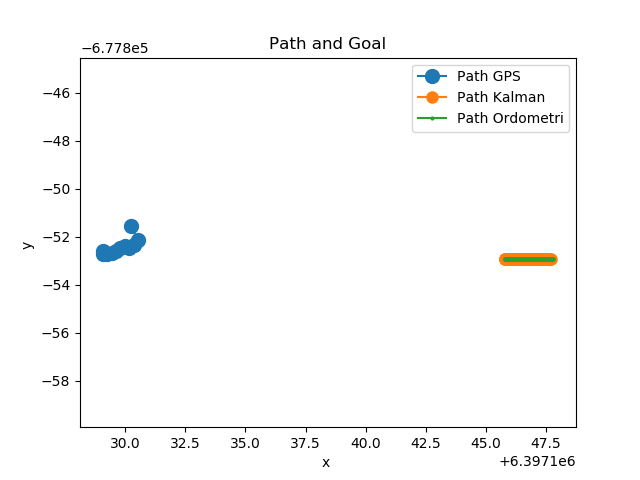 Path and Goal
−6.778e5
Path GPS
Path Kalman
Path Ordometri
y
−46
−48
−50
−52
−54
−56
−58
30.0 32.5 35.0 37.5 40.0 42.5 45.0 47.5
x
+6.3971e6